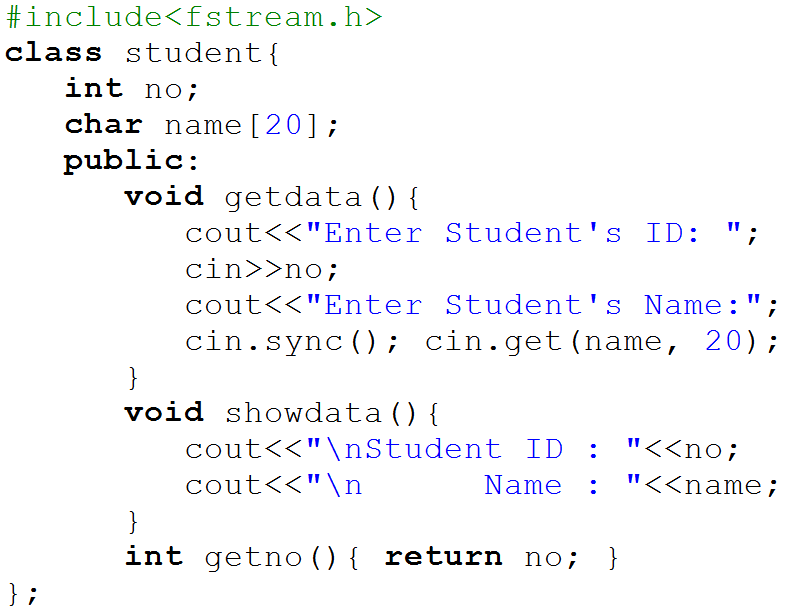 #include<fstream.h>
class student{
   int no;
   char name[20];
   public:
      void getdata(){
         cout<<"Enter Student's ID: ";
         cin>>no;
         cout<<"Enter Student's Name:";
         cin.sync(); cin.get(name, 20);
      }
      void showdata(){
         cout<<"\nStudent ID : "<<no;
         cout<<"\n      Name : "<<name;
      }
      int getno(){ return no; }
};